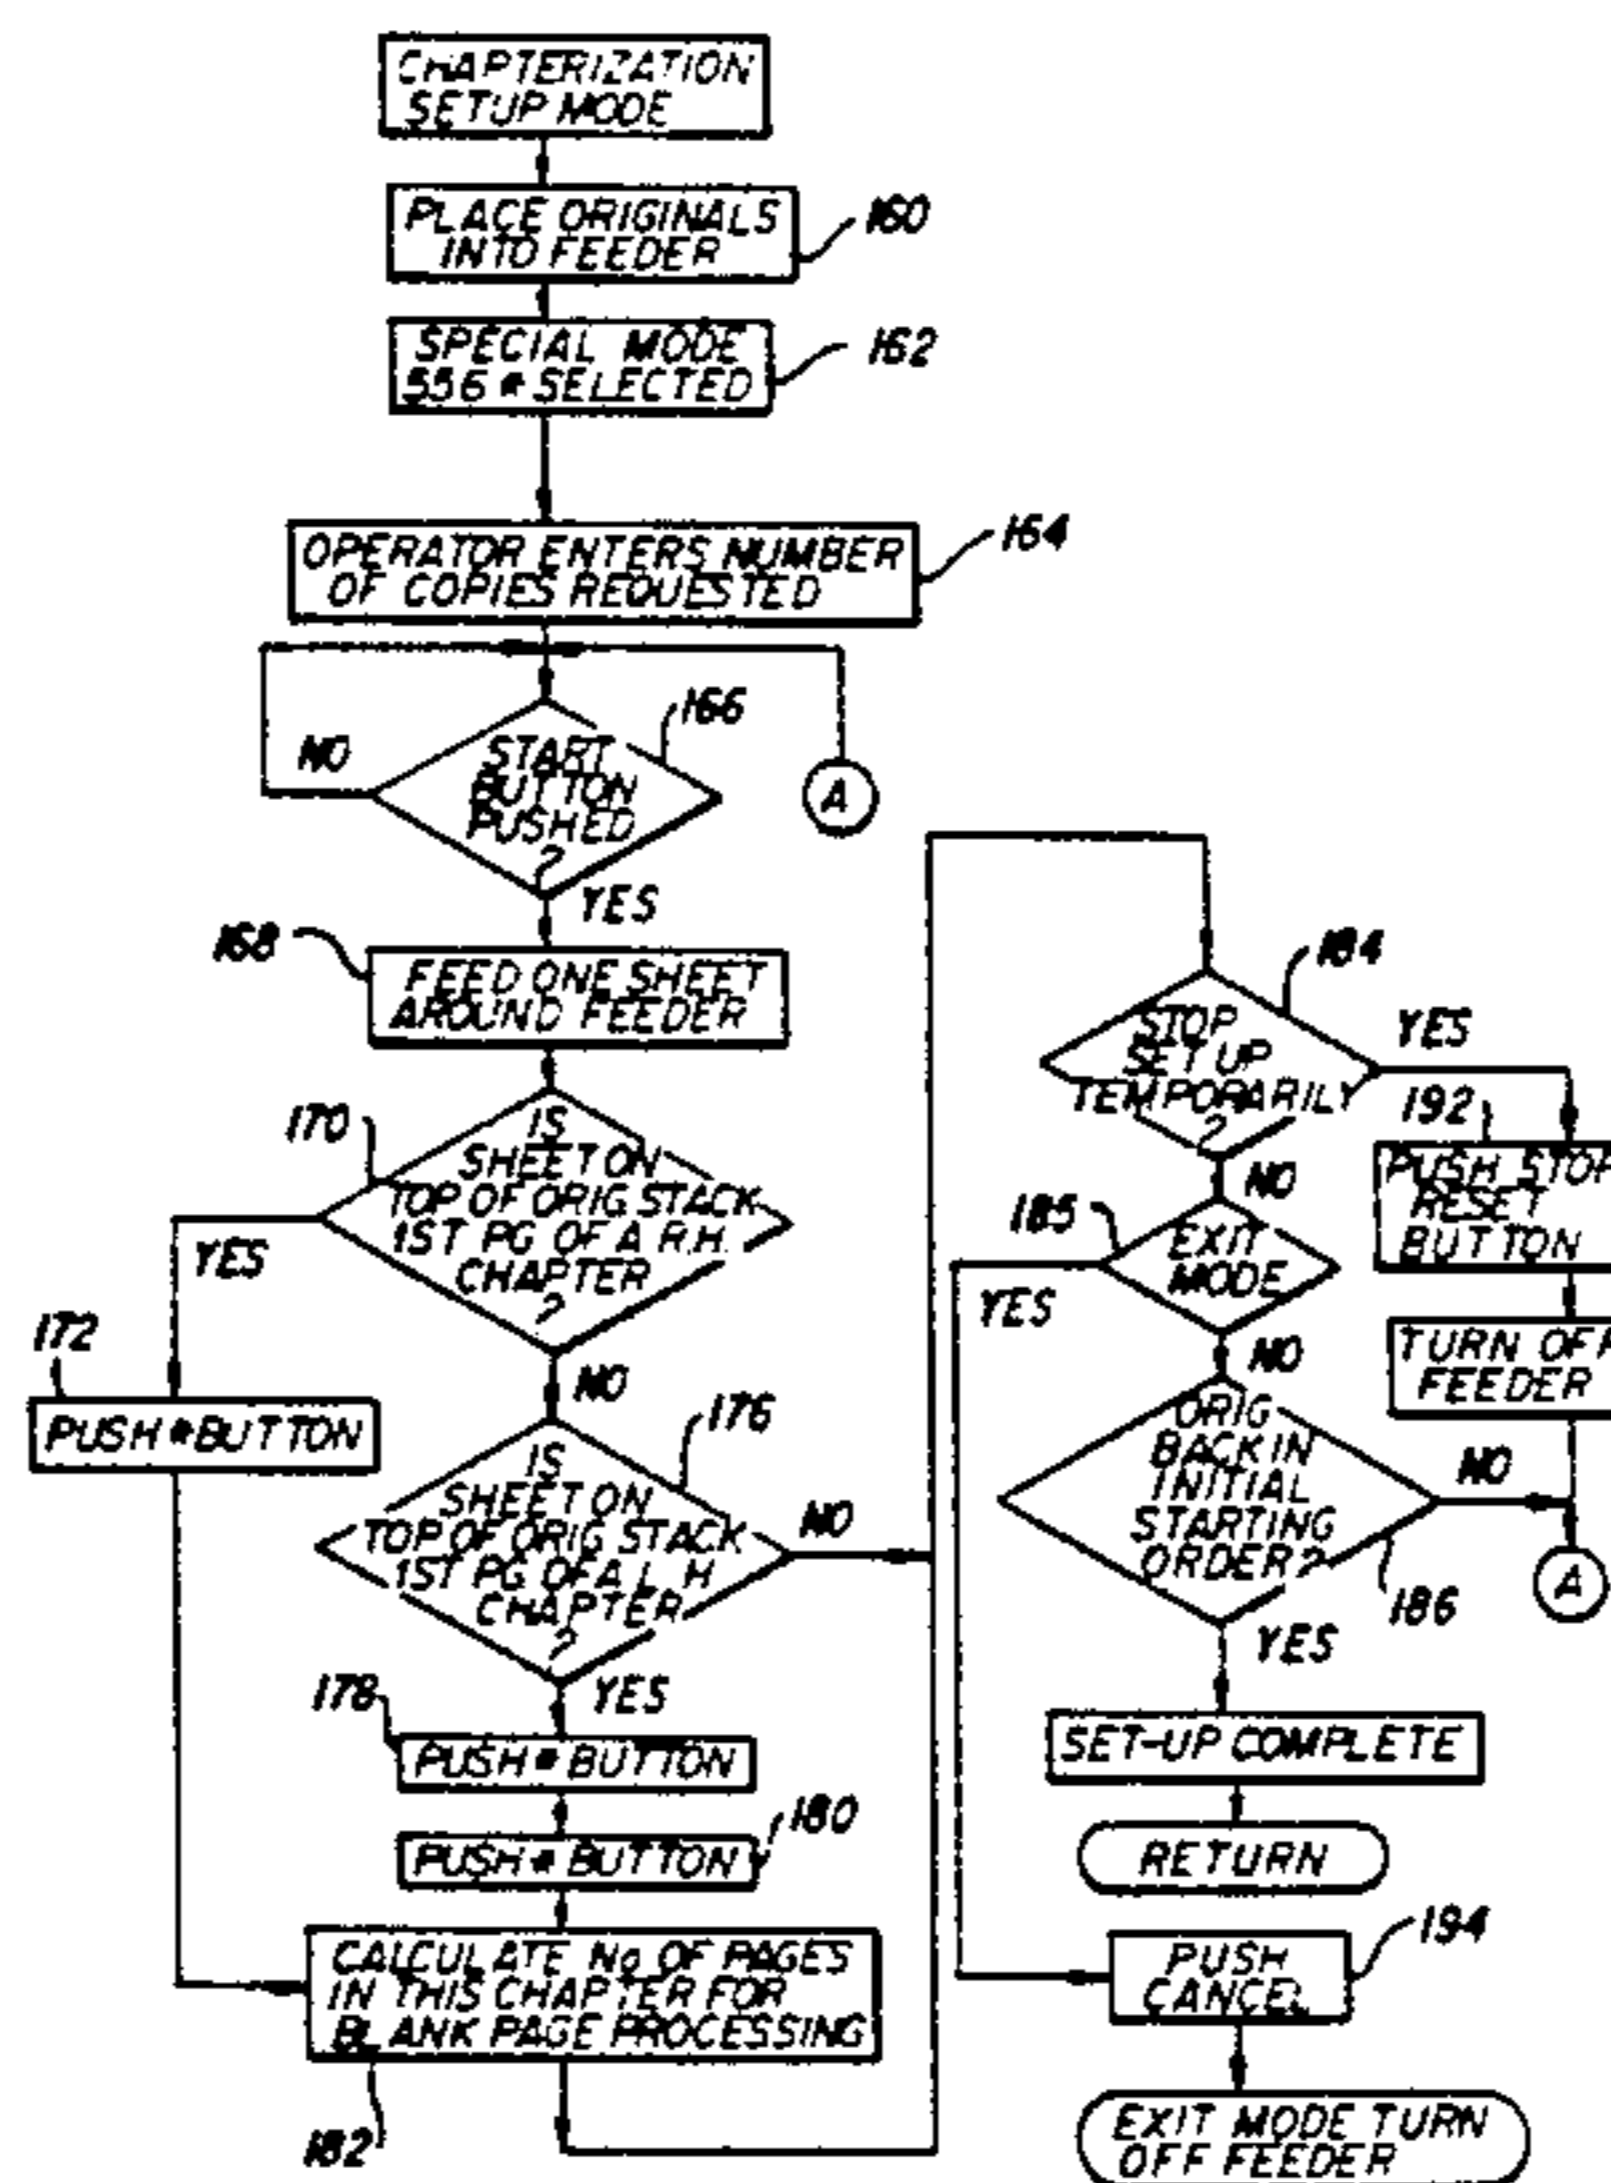 CHAPTERIZATION
SETUP MODE
PLACE ORIGINALS
INTO FEEDER
160
SPECIAL MODE
556 * SELECTED
162
OPERATOR ENTERS NUMBER
OF COPIES REQUESTED
164
START
BUTTON
PUSHED
?
166
NO
A
YES
168
FEED ONE SHEET
AROUND FEEDER
170
IS
SHEET ON
TOP OF ORIG STACK
1ST PG OF A R.H.
CHAPTER
?
YES
NO
172
PUSH * BUTTON
176
IS
SHEET ON
TOP OF ORIG STACK
1ST PG OF A L H
CHAPTER
?
NO
YES
178
PUSH * BUTTON
180
PUSH * BUTTON
CALCULATE No OF PAGES
IN THIS CHAPTER FOR
BLANK PAGE PROCESSING
182
184
STOP
SET UP
TEMPORARILY
?
YES
NO
192
PUSH STOP
RESET
BUTTON
185
EXIT
MODE
YES
NO
TURN OF
FEEDER
ORIG
BACK IN
INITIAL
STARTING
ORDER?
NO
186
A
YES
SET-UP COMPLETE
RETURN
194
PUSH
CANCEL
EXIT MODE TURN
OFF FEEDER